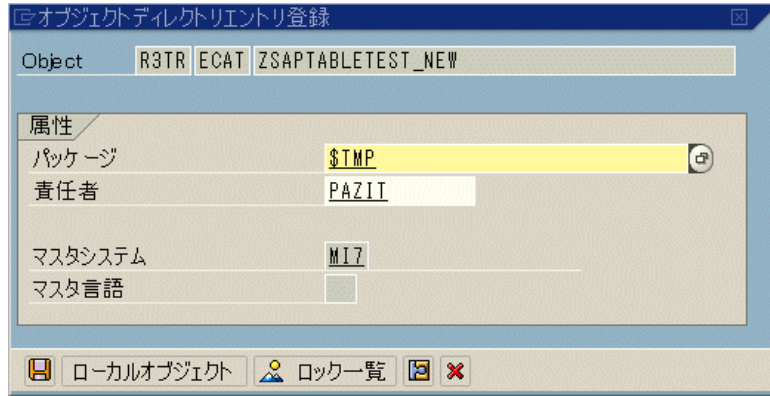 オブジェクトディレクトリエントリ登録
Object R3TR ECAT ZSAPTABLETEST_NEW
属性
パッケージ $TMP
責任者 PAZIT
マスタシステム MI7
マスタ言語
ローカルオブジェクト ロック一覧